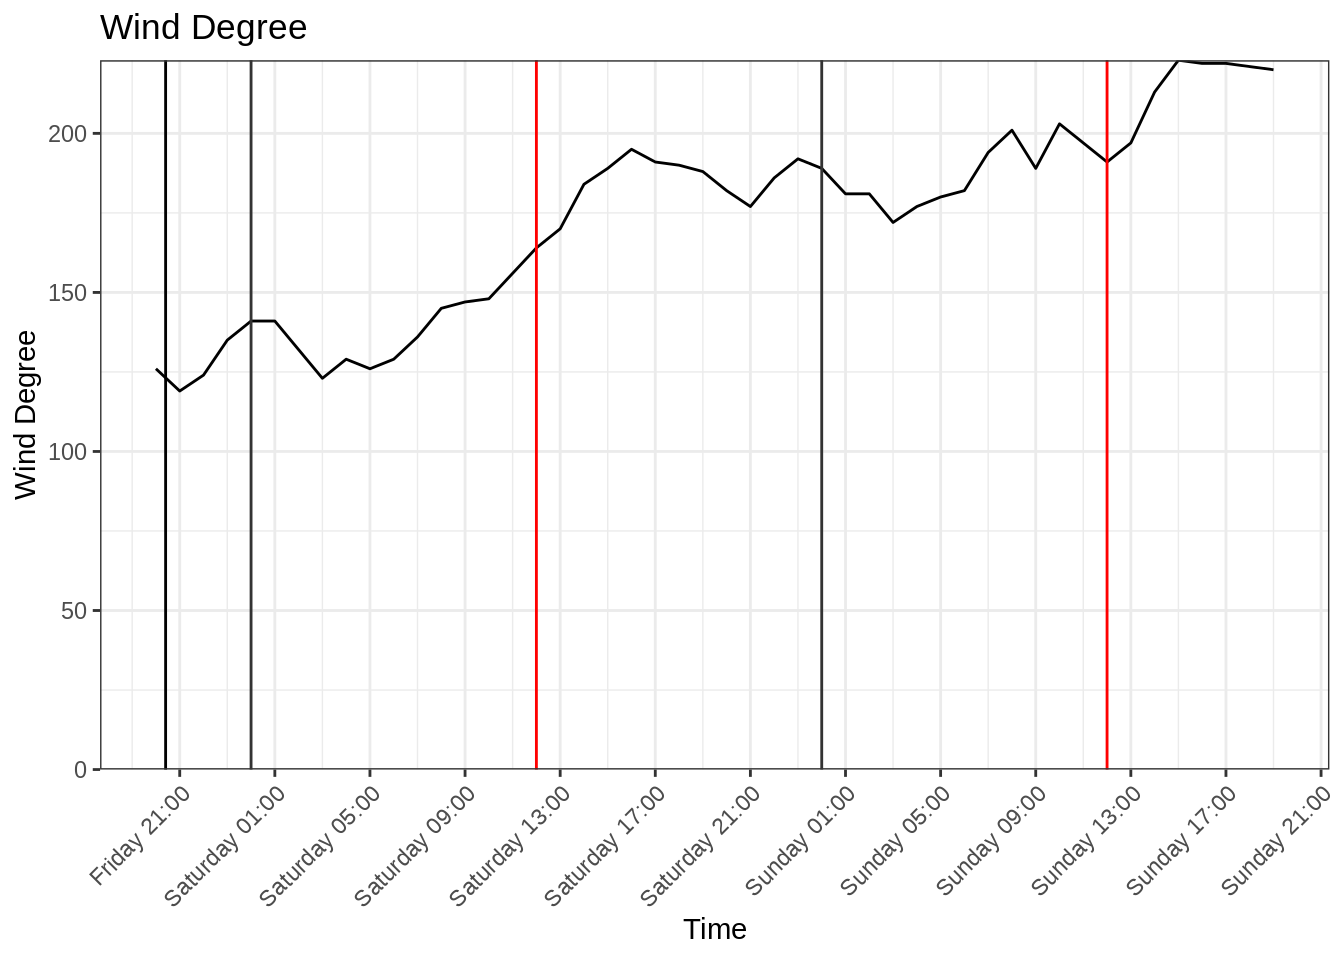 Wind Degree
Wind Degree
200
150
100
50
0
Friday 21:00
Saturday 01:00
Saturday 05:00
Saturday 09:00
Saturday 13:00
Saturday 17:00
Saturday 21:00
Sunday 01:00
Sunday 05:00
Sunday 09:00
Sunday 13:00
Sunday 17:00
Sunday 21:00
Time